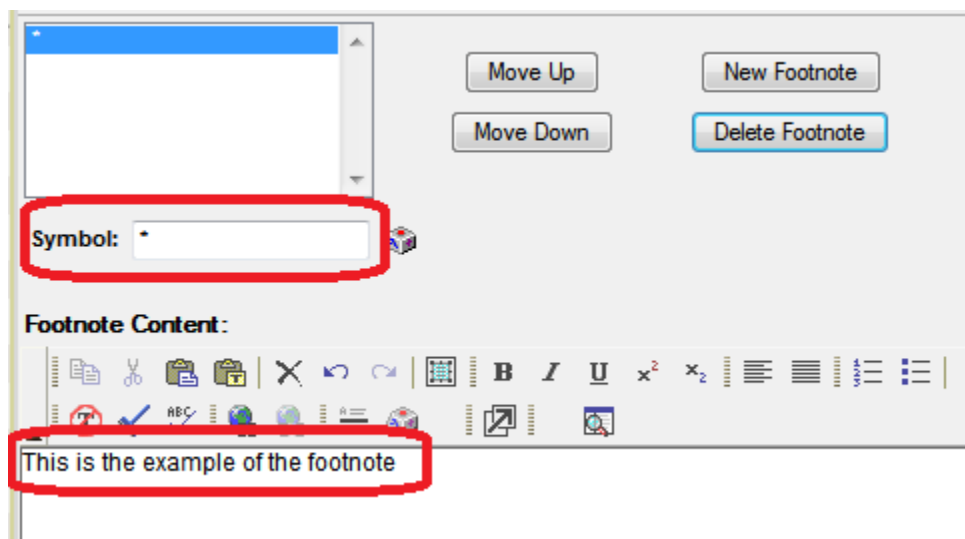 *
Move Up New Footnote
Move Down Delete Footnote
Symbol: *
Footnote Content:
B I U x² x₂
T ABC
This is the example of the footnote